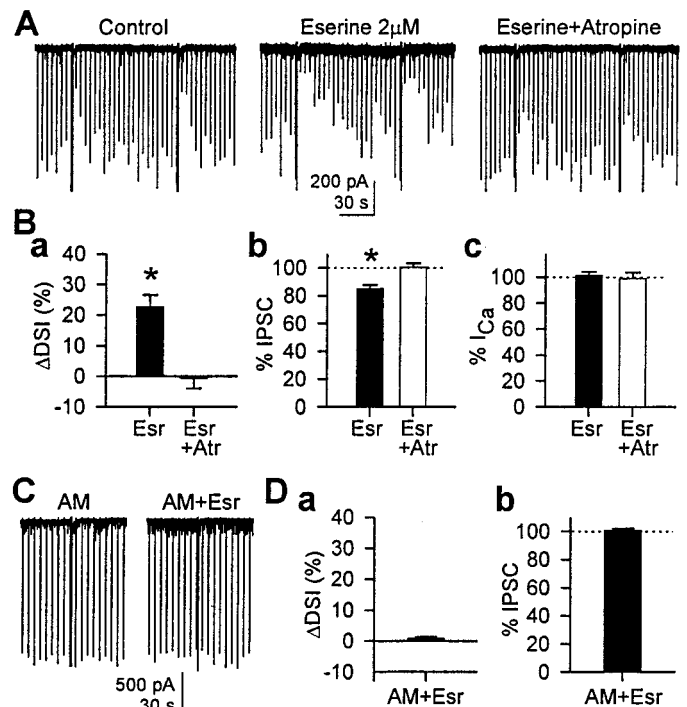 A
Control
Eserine 2µM
Eserine+Atropine
200 pA
30 s
B
a
ΔDSI (%)
40
30
20
10
0
-10
*
Esr
Esr
+Atr
b
% IPSC
100
80
60
40
20
0
*
Esr
Esr
+Atr
c
% ICa
100
80
60
40
20
0
Esr
Esr
+Atr
C
AM
AM+Esr
500 pA
30 s
D
a
ΔDSI (%)
40
30
20
10
0
-10
AM+Esr
b
% IPSC
100
80
60
40
20
0
AM+Esr